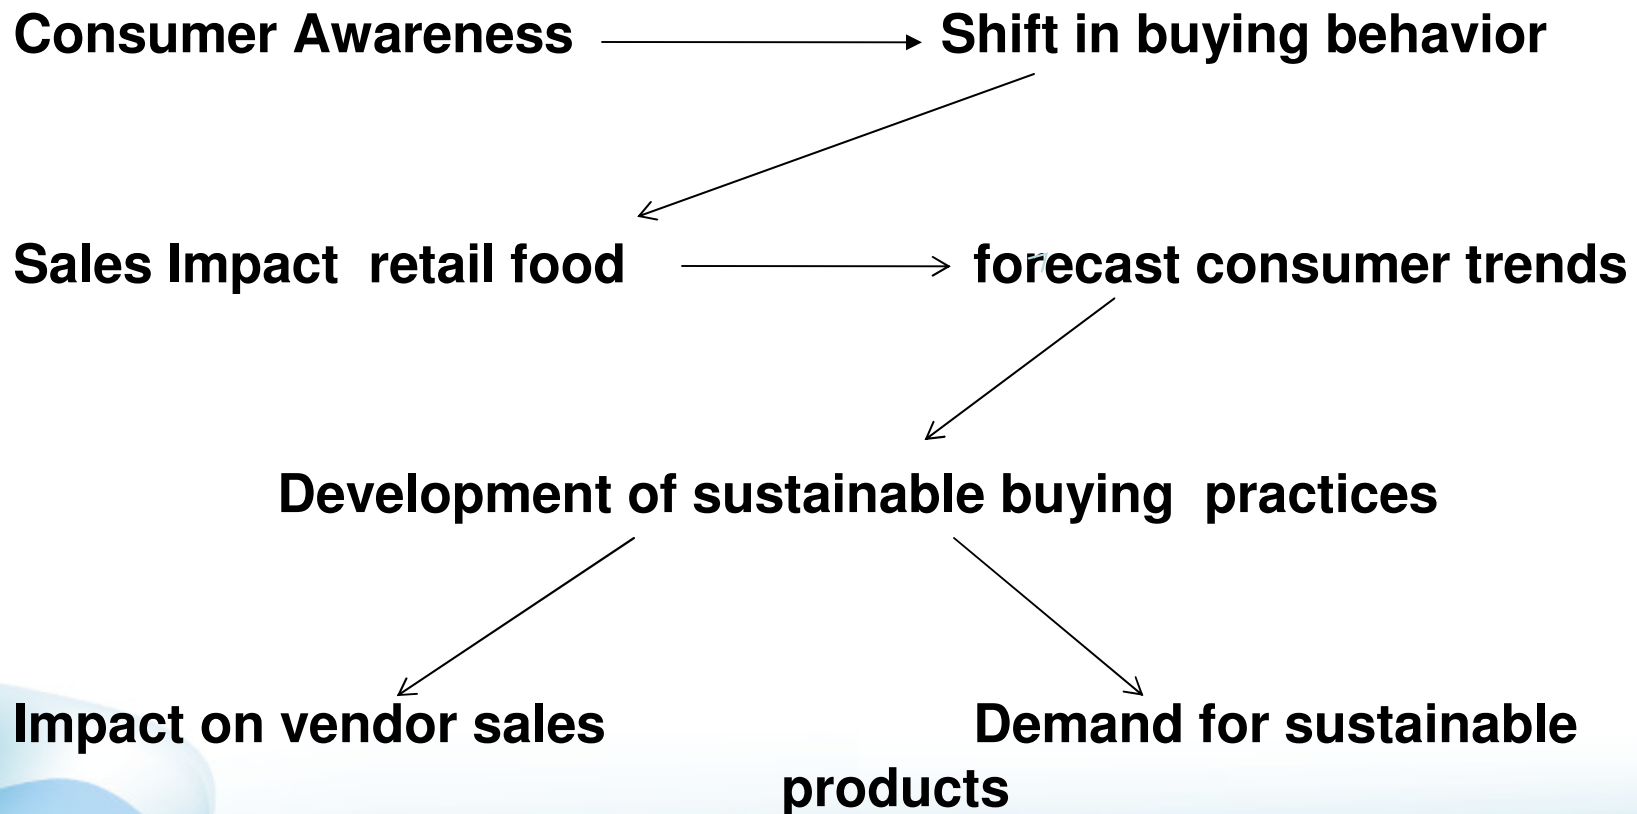 Consumer Awareness Shift in buying behavior
Sales Impact retail food forecast consumer trends
Development of sustainable buying practices
Impact on vendor sales Demand for sustainable
products